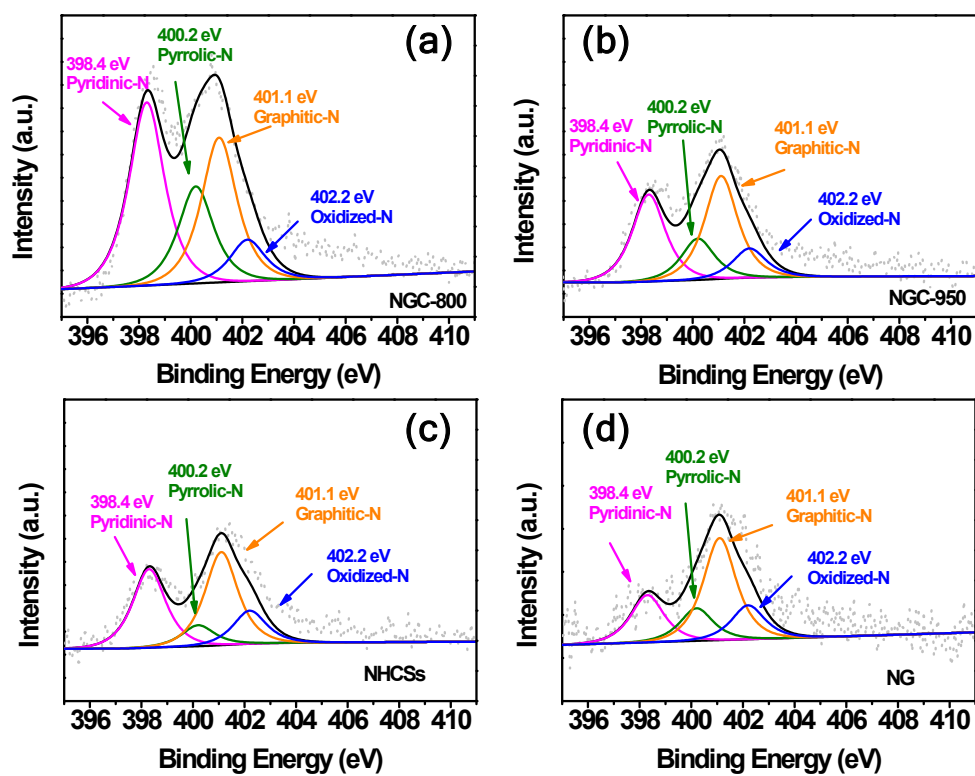 (a)
400.2 eV
Pyrrolic-N
398.4 eV
Pyridinic-N
401.1 eV
Graphitic-N
402.2 eV
Oxidized-N
NGC-800
Intensity (a.u.)
396 398 400 402 404 406 408 410
Binding Energy (eV)
(b)
400.2 eV
Pyrrolic-N
398.4 eV
Pyridinic-N
401.1 eV
Graphitic-N
402.2 eV
Oxidized-N
NGC-950
Intensity (a.u.)
396 398 400 402 404 406 408 410
Binding Energy (eV)
(c)
400.2 eV
Pyrrolic-N
398.4 eV
Pyridinic-N
401.1 eV
Graphitic-N
402.2 eV
Oxidized-N
NHCSs
Intensity (a.u.)
396 398 400 402 404 406 408 410
Binding Energy (eV)
(d)
400.2 eV
Pyrrolic-N
398.4 eV
Pyridinic-N
401.1 eV
Graphitic-N
402.2 eV
Oxidized-N
NG
Intensity (a.u.)
396 398 400 402 404 406 408 410
Binding Energy (eV)